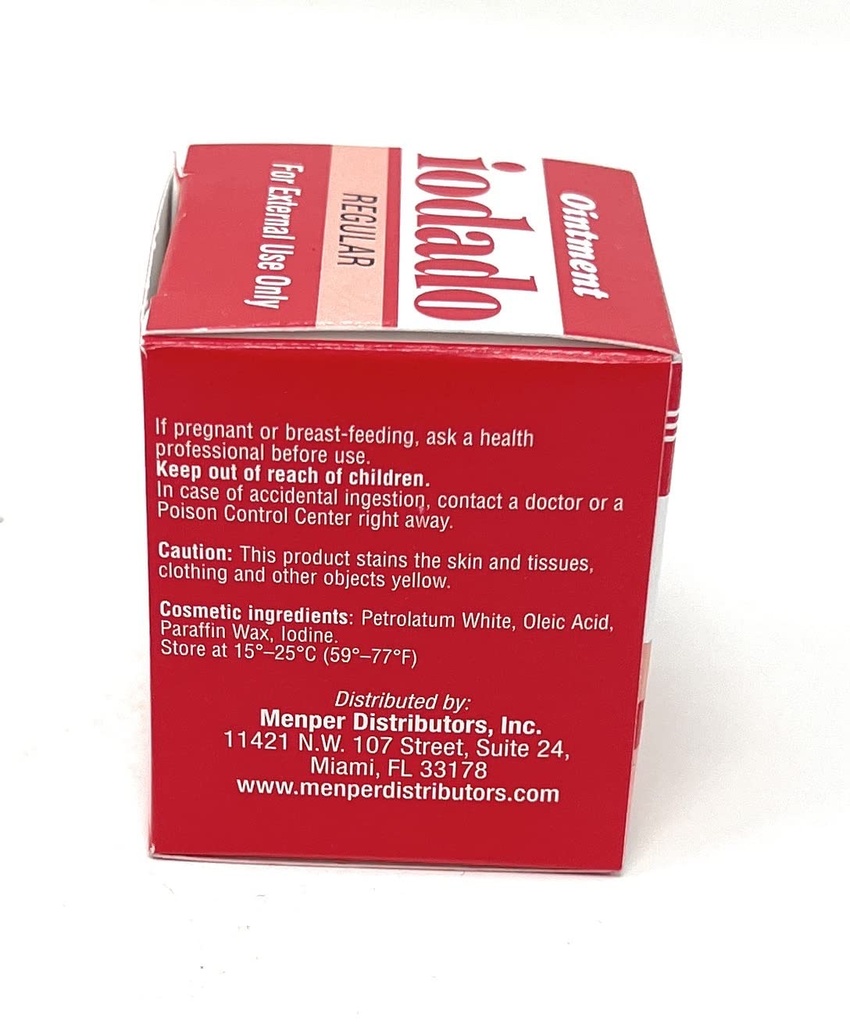 Ointment
iodado
REGULAR
For External Use Only
If pregnant or breast-feeding, ask a health
professional before use.
Keep out of reach of children.
In case of accidental ingestion, contact a doctor or a
Poison Control Center right away.
Caution: This product stains the skin and tissues,
clothing and other objects yellow.
Cosmetic ingredients: Petrolatum White, Oleic Acid,
Paraffin Wax, Iodine.
Store at 15°–25°C (59°–77°F)
Distributed by:
Menper Distributors, Inc.
11421 N.W. 107 Street, Suite 24,
Miami, FL 33178
www.menperdistributors.com